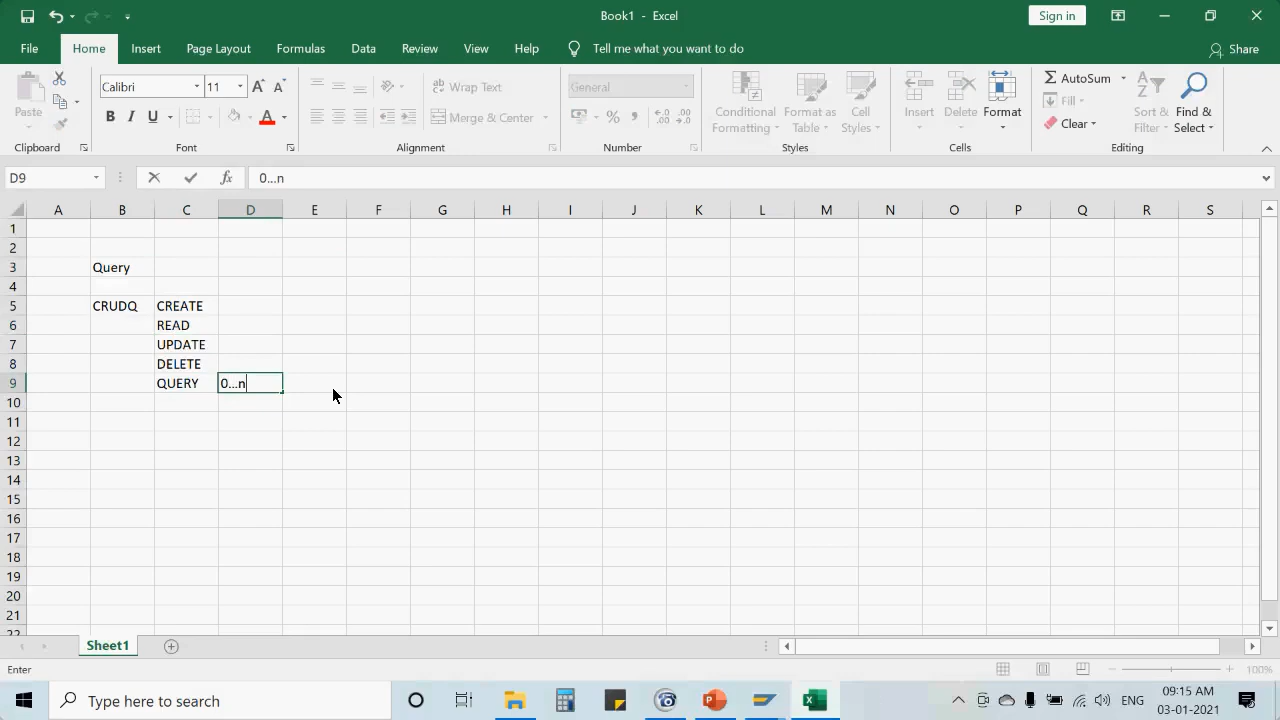 Book1 - Excel
Sign in
File Home Insert Page Layout Formulas Data Review View Help Tell me what you want to do Share
Paste
Clipboard
Calibri 11
B I U
Font
Wrap Text
Merge & Center
Alignment
General
Number
Conditional Formatting
Format as Table
Cell Styles
Styles
Insert
Delete
Format
Cells
AutoSum
Fill
Clear
Sort & Filter
Find & Select
Editing
D9 fx 0...n
A B C D E F G H I J K L M N O P Q R S
1
2
3 Query
4
5 CRUDQ CREATE
6 READ
7 UPDATE
8 DELETE
9 QUERY 0...n
10
11
12
13
14
15
16
17
18
19
20
21
22
Sheet1
Enter 100%
Type here to search
ENG
09:15 AM
03-01-2021